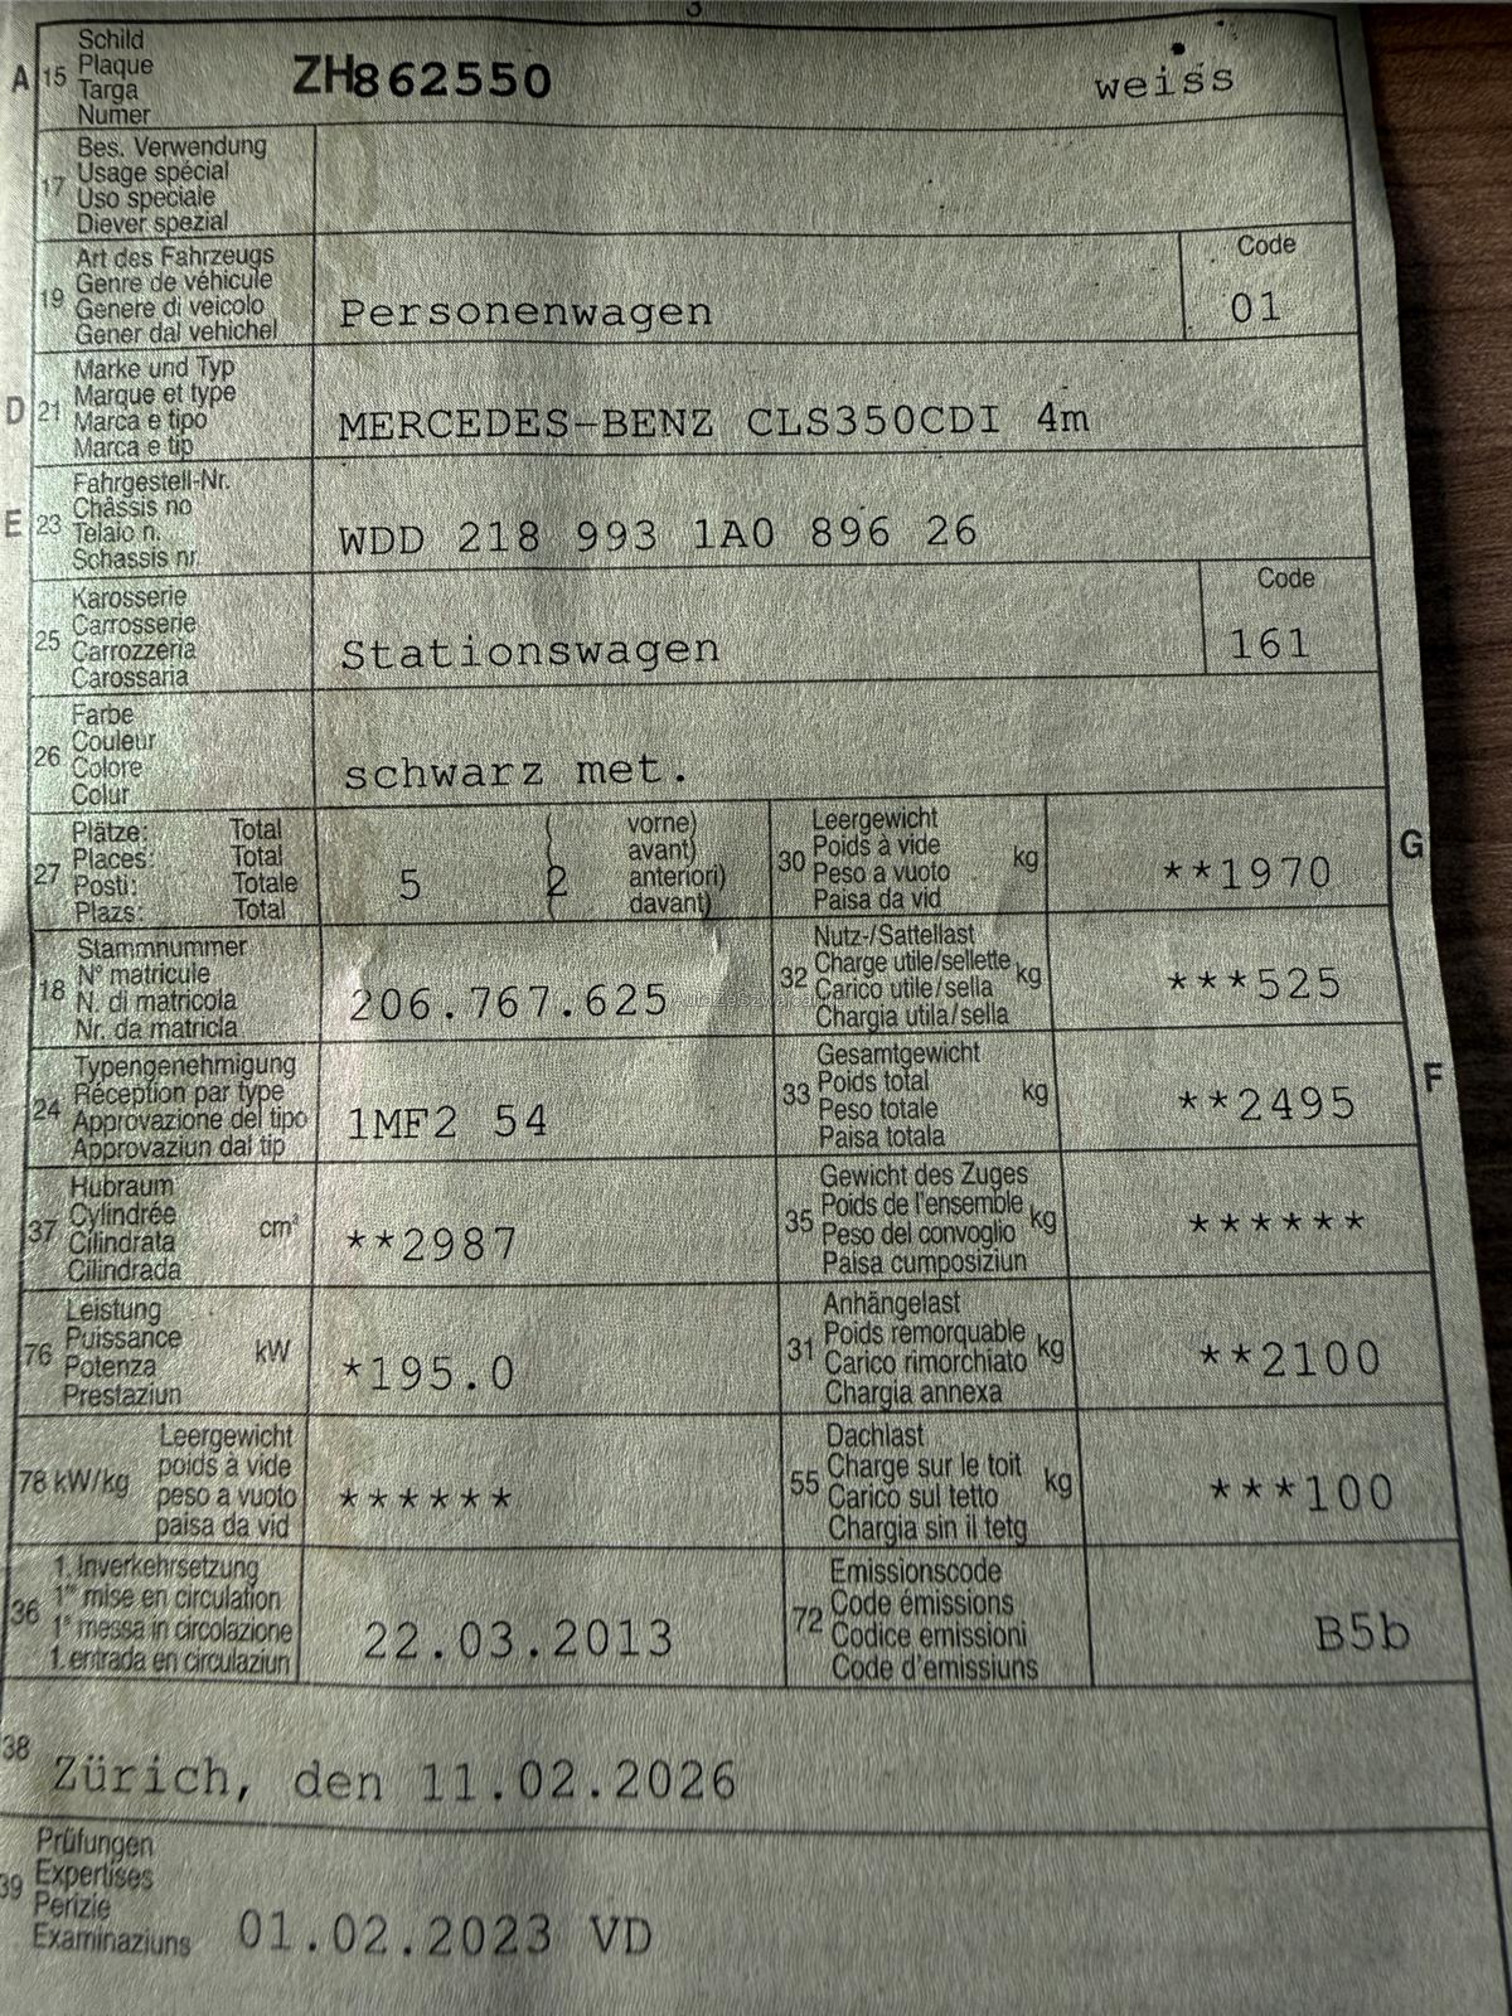 A 15 Schild
Plaque
Targa
Numer
ZH862550 weiss
17 Bes. Verwendung
Usage spécial
Uso speciale
Diever spezial
19 Art des Fahrzeugs
Genre de véhicule
Genere di veicolo
Gener dal vehichel
Personenwagen
Code
01
D 21 Marke und Typ
Marque et type
Marca e tipo
Marca e tip
MERCEDES-BENZ CLS350CDI 4m
E 23 Fahrgestell-Nr.
Châssis no
Telaio n.
Schassis nr.
WDD 218 993 1A0 896 26
25 Karosserie
Carrosserie
Carrozzeria
Carossaria
Stationswagen
Code
161
26 Farbe
Couleur
Colore
Colur
schwarz met.
27 Plätze: Total
Places: Total
Posti: Totale
Plazs: Total
5 ( 2 vorne)
avant)
anteriori)
davant)
30 Leergewicht
Poids à vide kg
Peso a vuoto
Paisa da vid
**1970
G
18 Stammnummer
N° matricule
N. di matricola
Nr. da matricla
206.767.625
32 Nutz-/Sattellast
Charge utile/sellette kg
Carico utile/sella
Chargia utila/sella
***525
24 Typengenehmigung
Réception par type
Approvazione del tipo
Approvaziun dal tip
1MF2 54
33 Gesamtgewicht
Poids total kg
Peso totale
Paisa totala
**2495
F
37 Hubraum
Cylindrée cm³
Cilindrata
Cilindrada
**2987
35 Gewicht des Zuges
Poids de l'ensemble kg
Peso del convoglio
Paisa cumposiziun
******
76 Leistung
Puissance kW
Potenza
Prestaziun
*195.0
31 Anhängelast
Poids remorquable kg
Carico rimorchiato
Chargia annexa
**2100
78 kW/kg Leergewicht
poids à vide
peso a vuoto
paisa da vid
******
55 Dachlast
Charge sur le toit kg
Carico sul tetto
Chargia sin il tetg
***100
36 1. Inverkehrsetzung
1re mise en circulation
1a messa in circolazione
1. entrada en circulaziun
22.03.2013
72 Emissionscode
Code émissions
Codice emissioni
Code d'emissiuns
B5b
38
Zürich, den 11.02.2026
39 Prüfungen
Expertises
Perizie
Examinaziuns
01.02.2023 VD